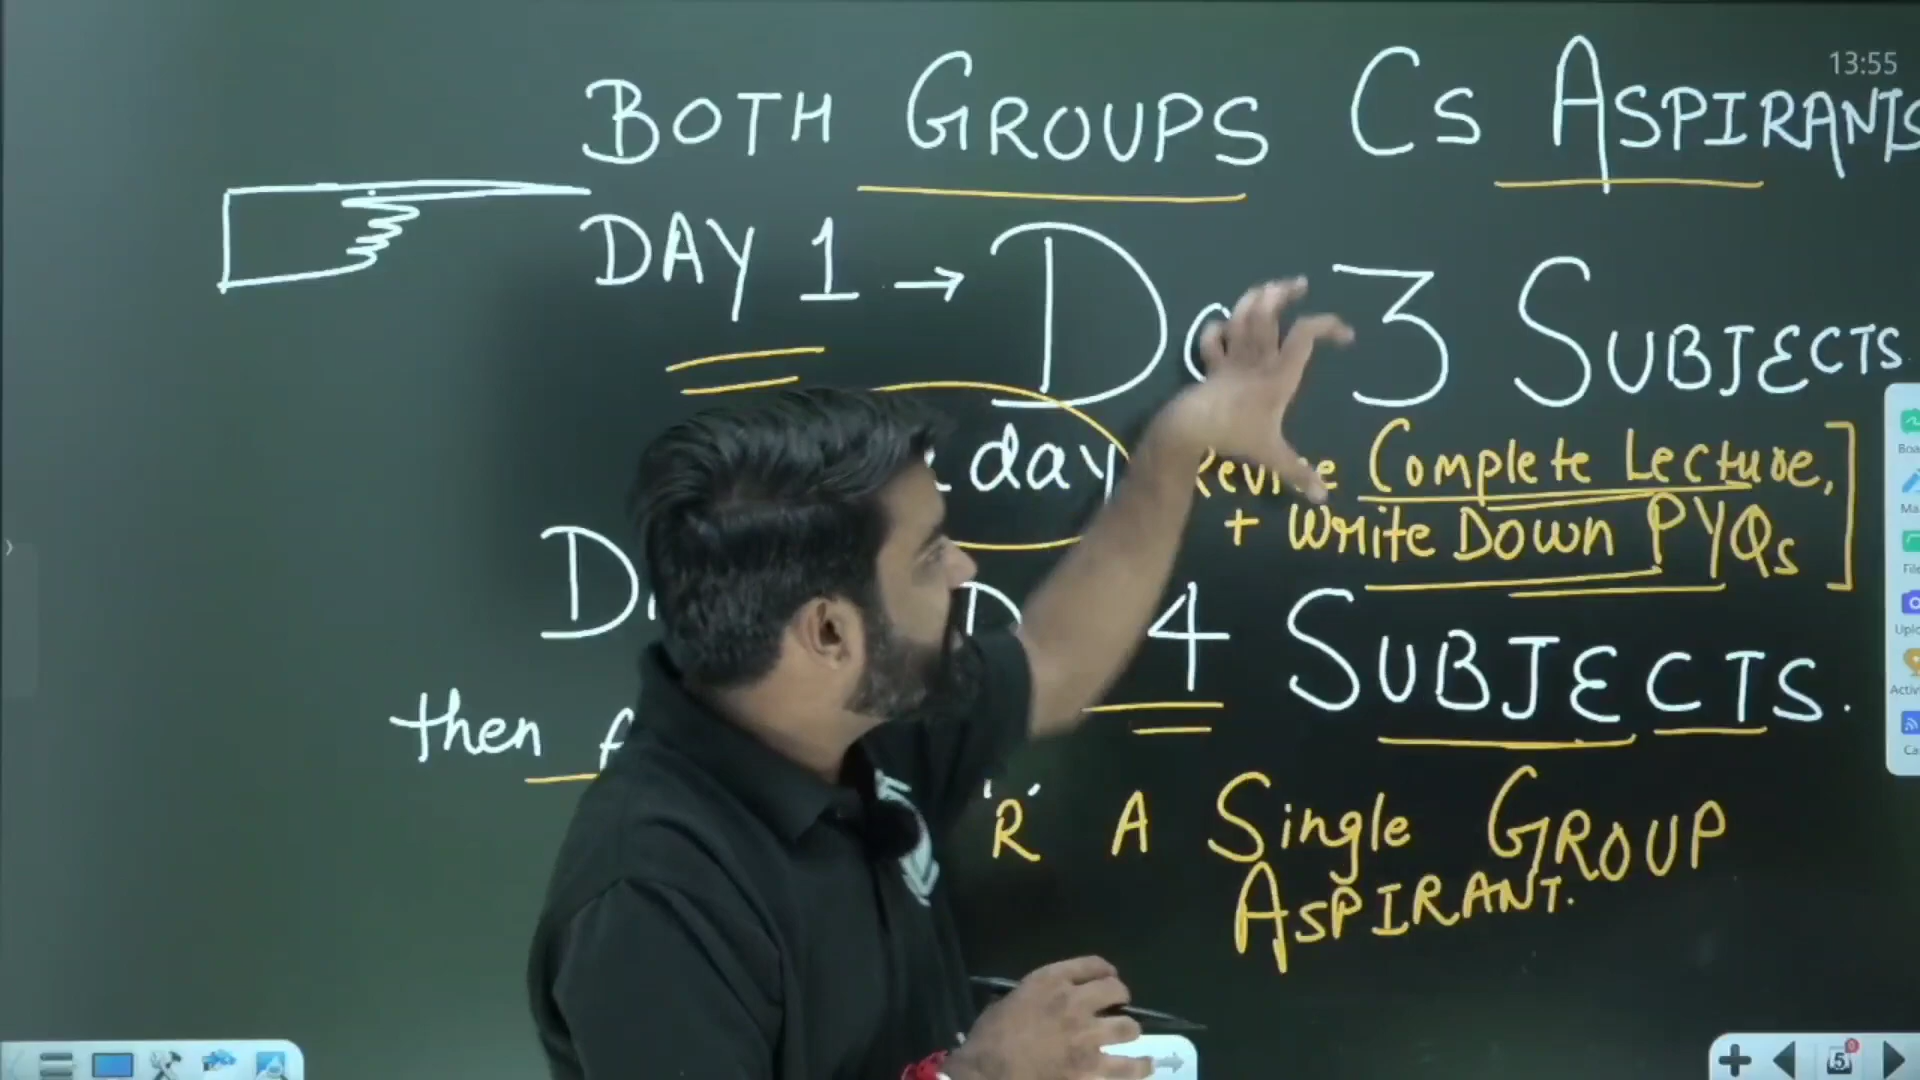 13:55
BOTH GROUPS CS ASPIRANTS
DAY 1 → Do 3 SUBJECTS
day
Revise Complete Lecture,
+ Write Down PYQs
4 SUBJECTS.
then
R A Single GROUP
ASPIRANT.